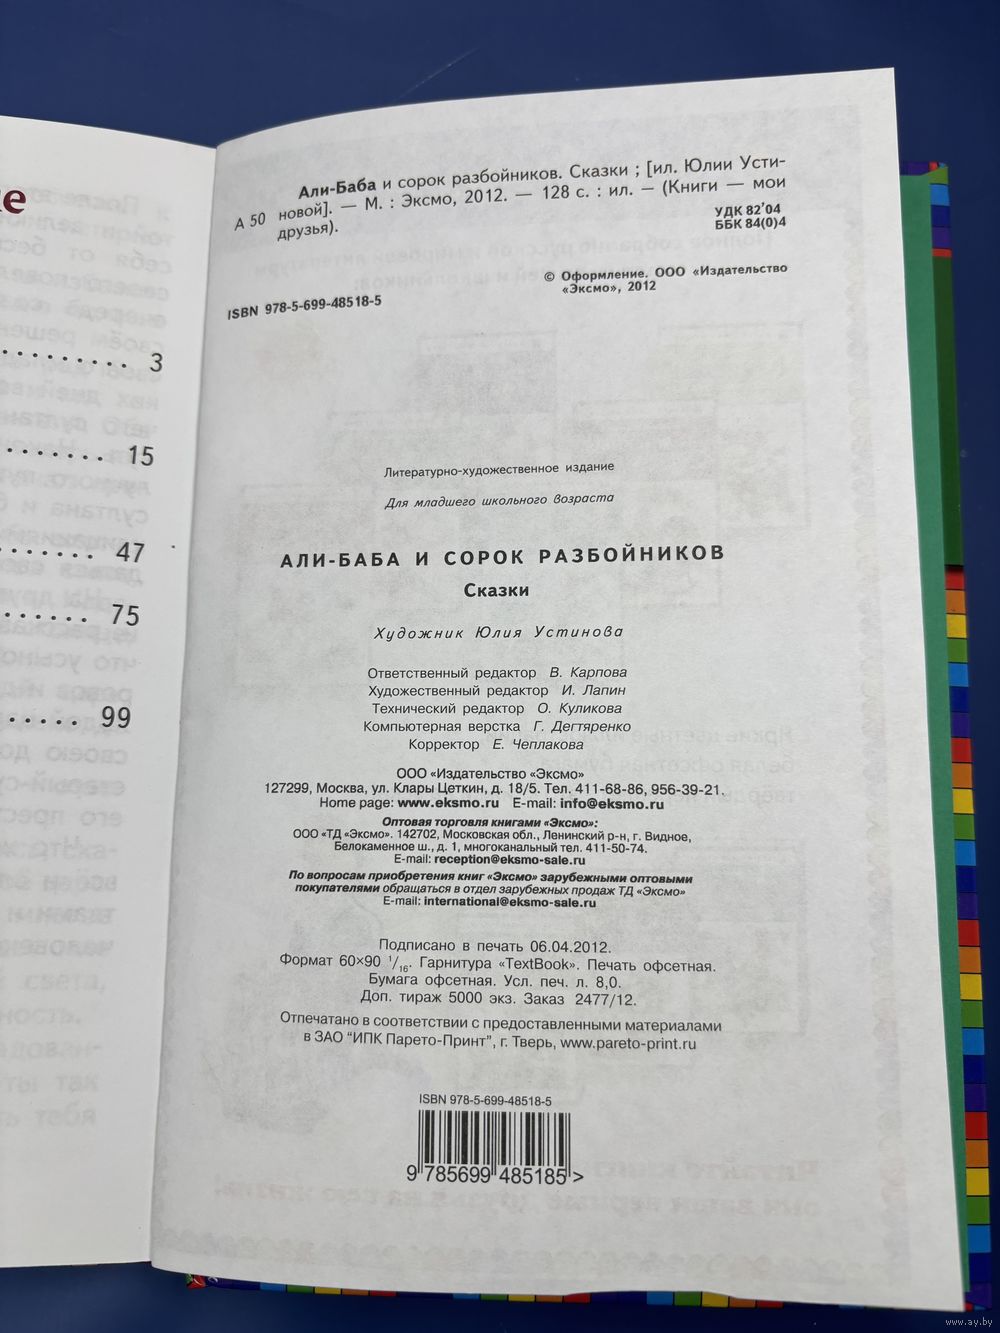 е
3
15
47
75
99
Али-Баба и сорок разбойников. Сказки ; [ил. Юлии Усти-
А 50 новой]. — М. : Эксмо, 2012. — 128 с. : ил. — (Книги — мои
друзья).
УДК 82’04
ББК 84(0)4
© Оформление. ООО «Издательство
«Эксмо», 2012
ISBN 978-5-699-48518-5
Литературно-художественное издание
Для младшего школьного возраста
АЛИ-БАБА И СОРОК РАЗБОЙНИКОВ
Сказки
Художник Юлия Устинова
Ответственный редактор В. Карпова
Художественный редактор И. Лапин
Технический редактор О. Куликова
Компьютерная верстка Г. Дегтяренко
Корректор Е. Чеплакова
ООО «Издательство «Эксмо»
127299, Москва, ул. Клары Цеткин, д. 18/5. Тел. 411-68-86, 956-39-21.
Home page: www.eksmo.ru E-mail: info@eksmo.ru
Оптовая торговля книгами «Эксмо»:
ООО «ТД «Эксмо». 142702, Московская обл., Ленинский р-н, г. Видное,
Белокаменное ш., д. 1, многоканальный тел. 411-50-74.
E-mail: reception@eksmo-sale.ru
По вопросам приобретения книг «Эксмо» зарубежными оптовыми
покупателями обращаться в отдел зарубежных продаж ТД «Эксмо»
E-mail: international@eksmo-sale.ru
Подписано в печать 06.04.2012.
Формат 60×90 1/16. Гарнитура «TextBook». Печать офсетная.
Бумага офсетная. Усл. печ. л. 8,0.
Доп. тираж 5000 экз. Заказ 2477/12.
Отпечатано в соответствии с предоставленными материалами
в ЗАО "ИПК Парето-Принт", г. Тверь, www.pareto-print.ru
ISBN 978-5-699-48518-5
9 785699 485185 >
www.ay.by